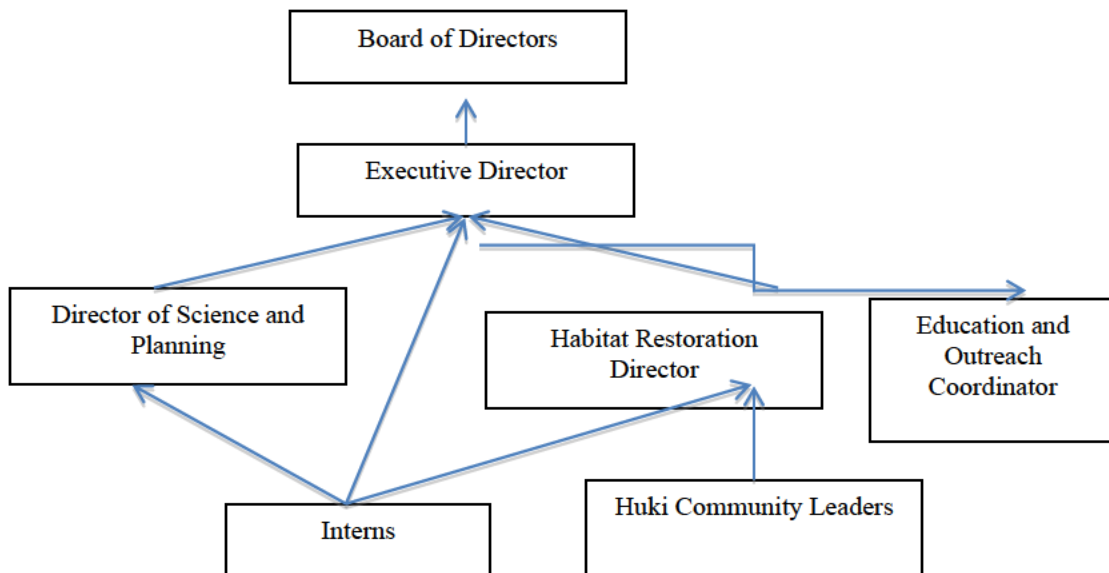 Board of Directors
Executive Director
Director of Science and
Planning
Habitat Restoration
Director
Education and
Outreach
Coordinator
Interns
Huki Community Leaders